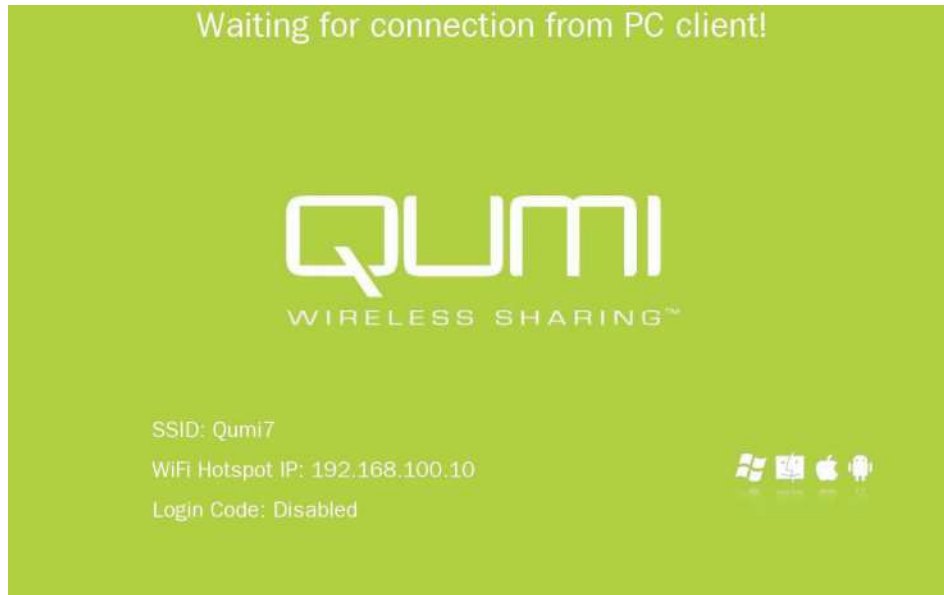 Waiting for connection from PC client!
QUMI
WIRELESS SHARING™
SSID: Qumi7
WiFi Hotspot IP: 192.168.100.10
Login Code: Disabled